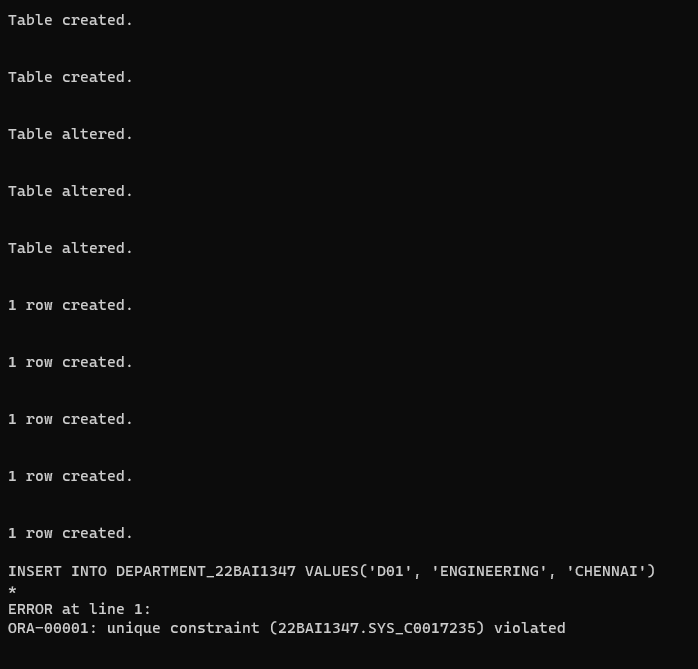 Table created.
Table created.
Table altered.
Table altered.
Table altered.
1 row created.
1 row created.
1 row created.
1 row created.
1 row created.
INSERT INTO DEPARTMENT_22BAI1347 VALUES('D01', 'ENGINEERING', 'CHENNAI')
*
ERROR at line 1:
ORA-00001: unique constraint (22BAI1347.SYS_C0017235) violated